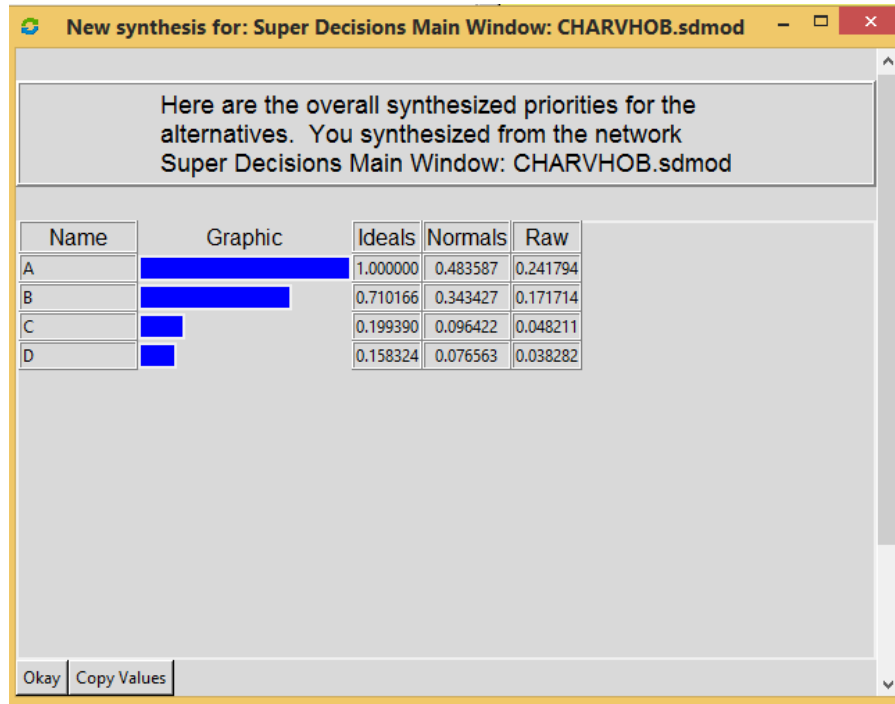 New synthesis for: Super Decisions Main Window: CHARVHOB.sdmod
Here are the overall synthesized priorities for the
alternatives. You synthesized from the network
Super Decisions Main Window: CHARVHOB.sdmod
Name Graphic Ideals Normals Raw
A 1.000000 0.483587 0.241794
B 0.710166 0.343427 0.171714
C 0.199390 0.096422 0.048211
D 0.158324 0.076563 0.038282
Okay Copy Values